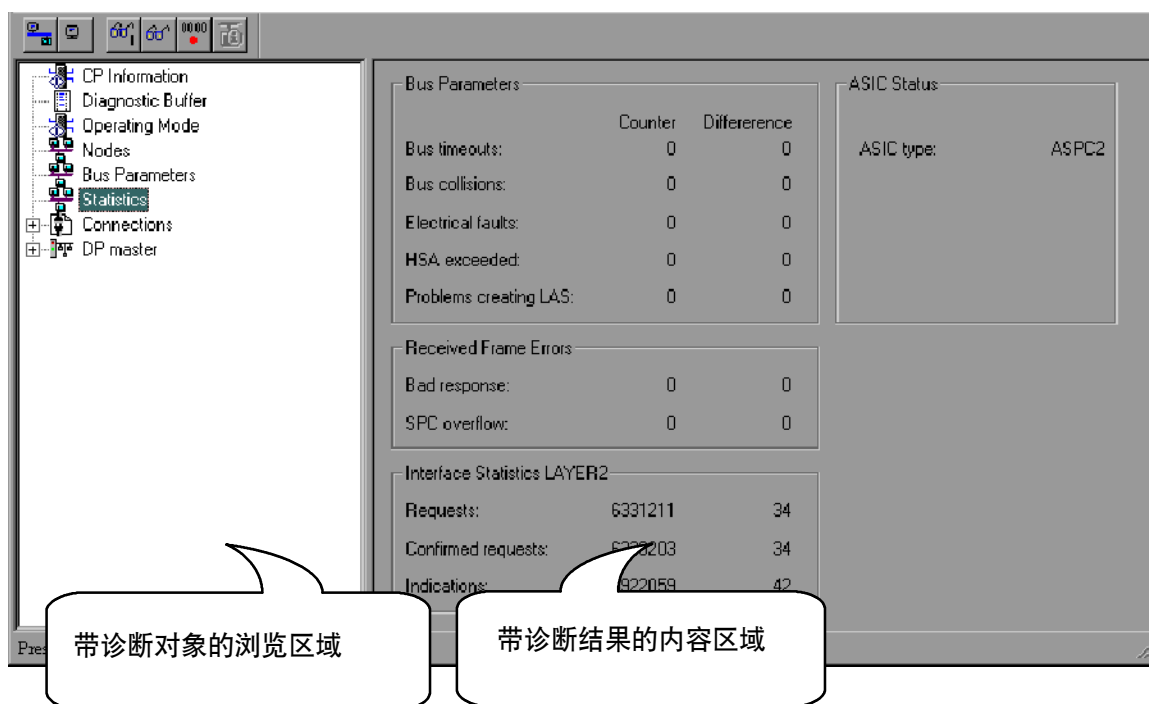 00 00
CP Information
Diagnostic Buffer
Operating Mode
Nodes
Bus Parameters
Statistics
Connections
DP master
Bus Parameters
Counter Differerence
Bus timeouts: 0 0
Bus collisions: 0 0
Electrical faults: 0 0
HSA exceeded: 0 0
Problems creating LAS: 0 0
ASIC Status
ASIC type: ASPC2
Received Frame Errors
Bad response: 0 0
SPC overflow: 0 0
Interface Statistics LAYER2
Requests: 6331211 34
Confirmed requests: 34
Indications: 922059 42
带诊断对象的浏览区域
带诊断结果的内容区域